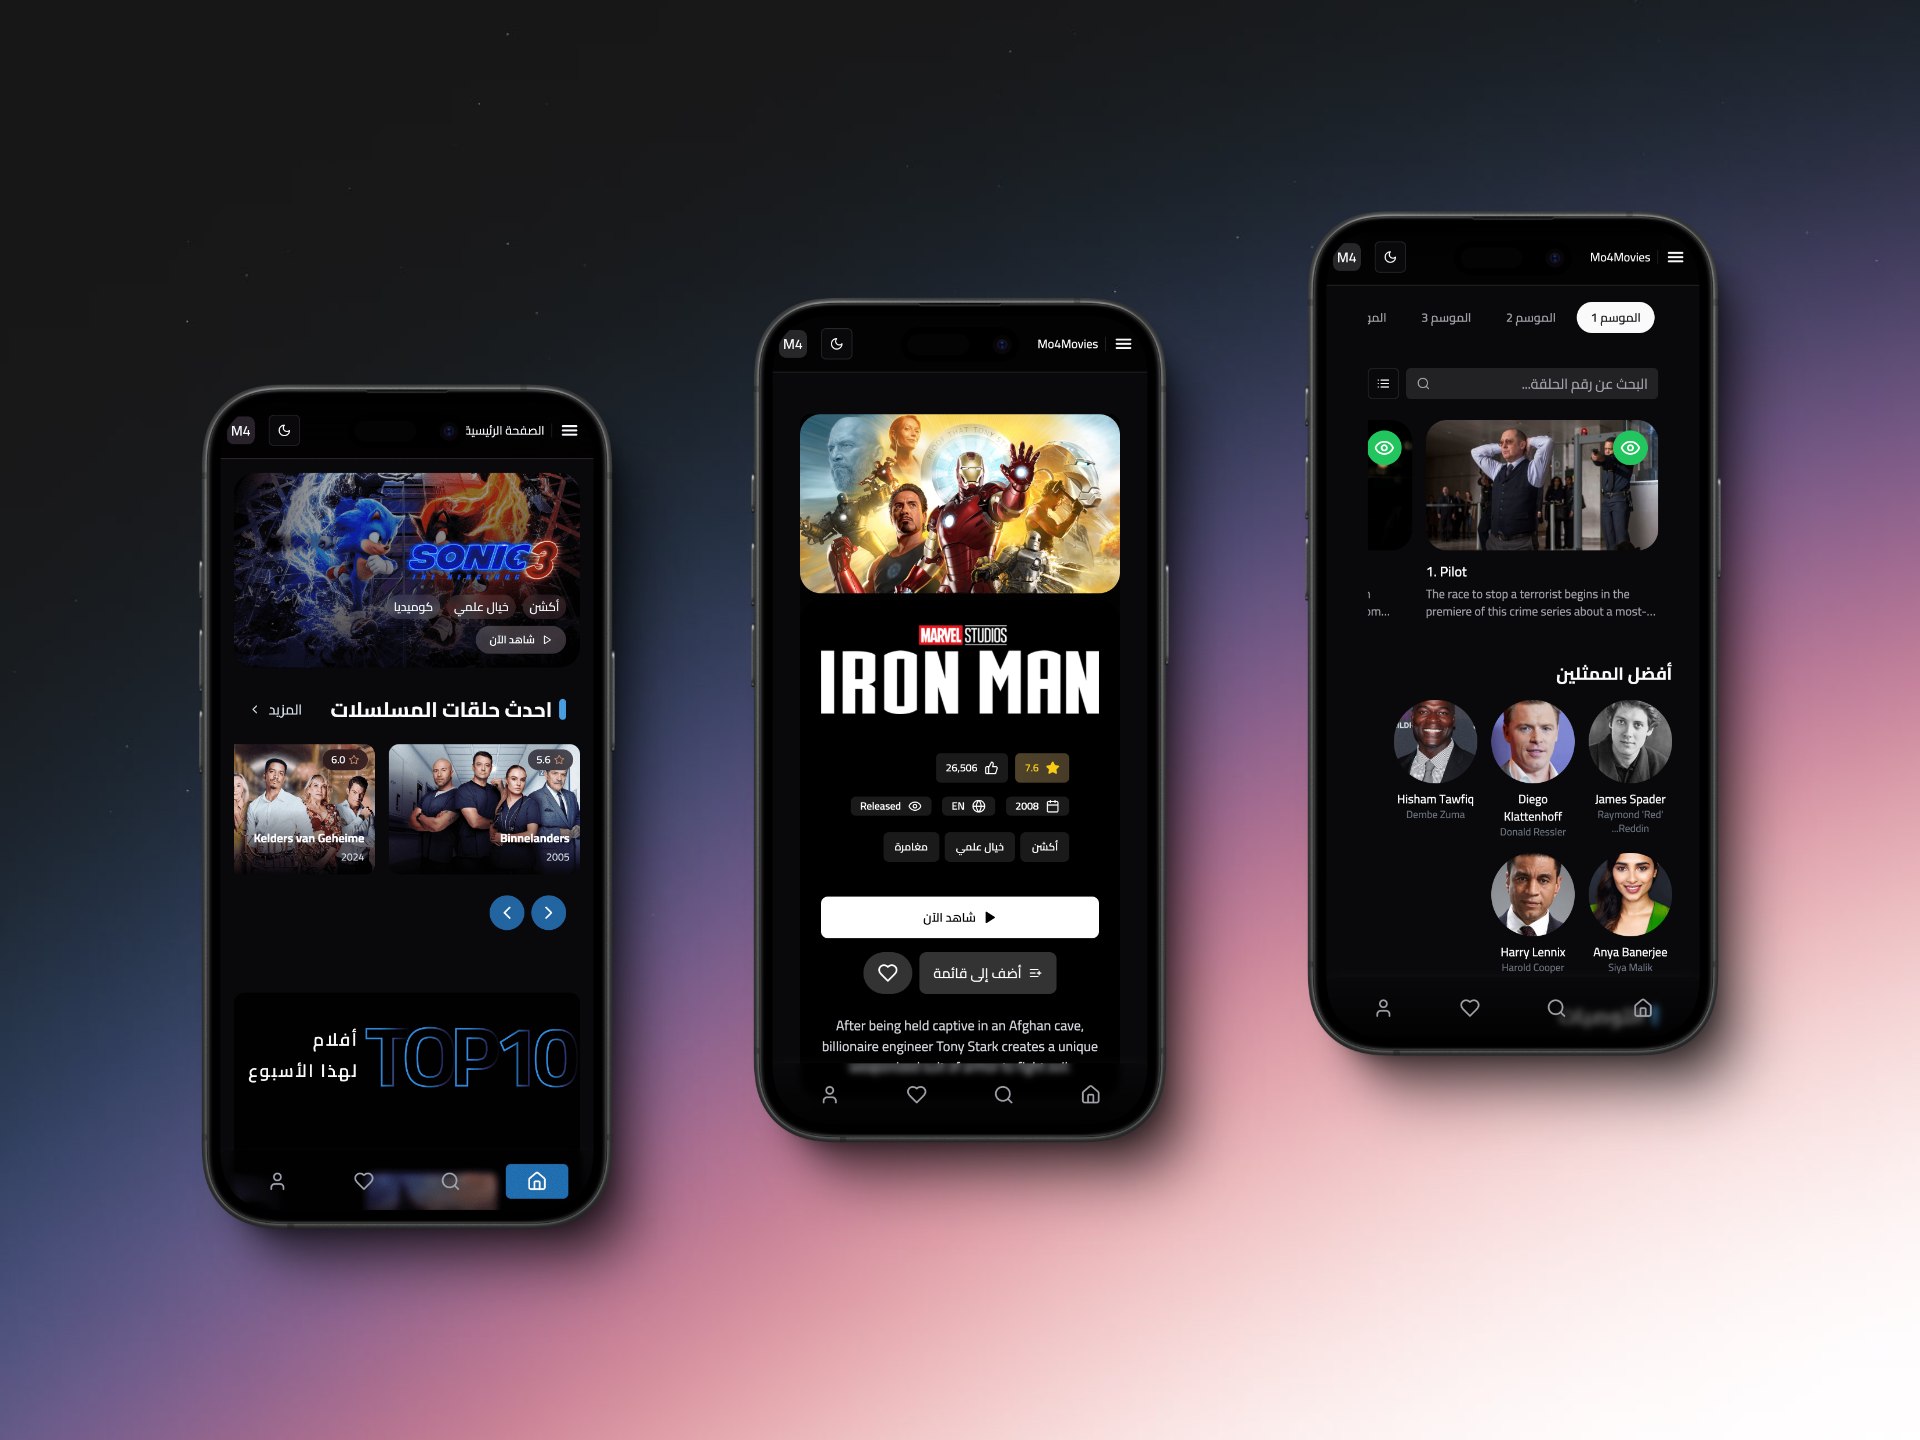 M4
الصفحة الرئيسية
SONIC 3
أكشن
خيال علمي
كوميديا
شاهد الآن
احدث حلقات المسلسلات
المزيد
5.6
Binnelanders
2005
6.0
Kelders van Geheime
2024
TOP10
أفلام
لهذا الأسبوع
M4
Mo4Movies
MARVEL STUDIOS
IRON MAN
7.6
26,506
2008
EN
Released
أكشن
خيال علمي
مغامرة
شاهد الآن
أضف إلى قائمة
After being held captive in an Afghan cave,
billionaire engineer Tony Stark creates a unique
M4
Mo4Movies
الموسم 1
الموسم 2
الموسم 3
البحث عن رقم الحلقة...
1. Pilot
The race to stop a terrorist begins in the
premiere of this crime series about a most-...
om...
أفضل الممثلين
James Spader
Raymond 'Red'
...Reddin
Diego
Klattenhoff
Donald Ressler
Hisham Tawfiq
Dembe Zuma
Anya Banerjee
Siya Malik
Harry Lennix
Harold Cooper